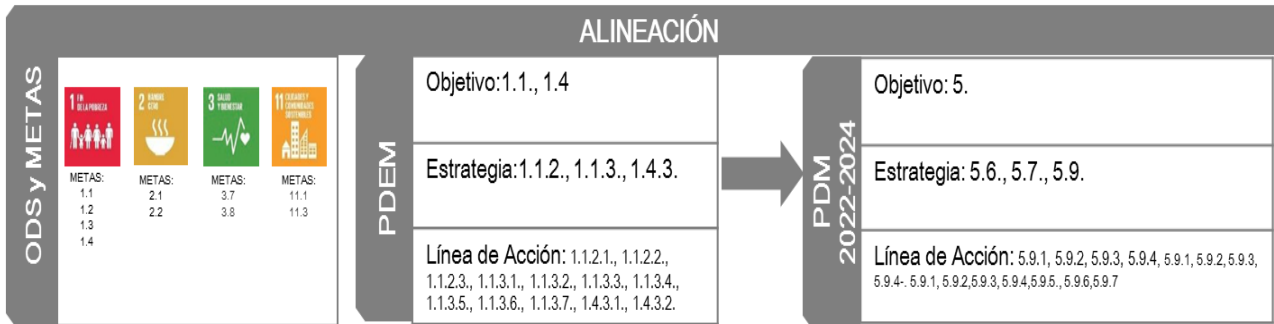 ALINEACIÓN
ODS y METAS
1 FIN
DE LA POBREZA
2 HAMBRE
CERO
3 SALUD
Y BIENESTAR
11 CIUDADES Y
COMUNIDADES
SOSTENIBLES
METAS:
1.1
1.2
1.3
1.4
METAS:
2.1
2.2
METAS:
3.7
3.8
METAS:
11.1
11.3
PDEM
Objetivo:1.1., 1.4
Estrategia:1.1.2., 1.1.3., 1.4.3.
Línea de Acción: 1.1.2.1., 1.1.2.2.,
1.1.2.3., 1.1.3.1., 1.1.3.2., 1.1.3.3., 1.1.3.4.,
1.1.3.5., 1.1.3.6., 1.1.3.7., 1.4.3.1., 1.4.3.2.
PDM
2022-2024
Objetivo: 5.
Estrategia: 5.6., 5.7., 5.9.
Línea de Acción: 5.9.1, 5.9.2, 5.9.3, 5.9.4, 5.9.1, 5.9.2, 5.9.3,
5.9.4-. 5.9.1, 5.9.2,5.9.3, 5.9.4,5.9.5., 5.9.6,5.9.7